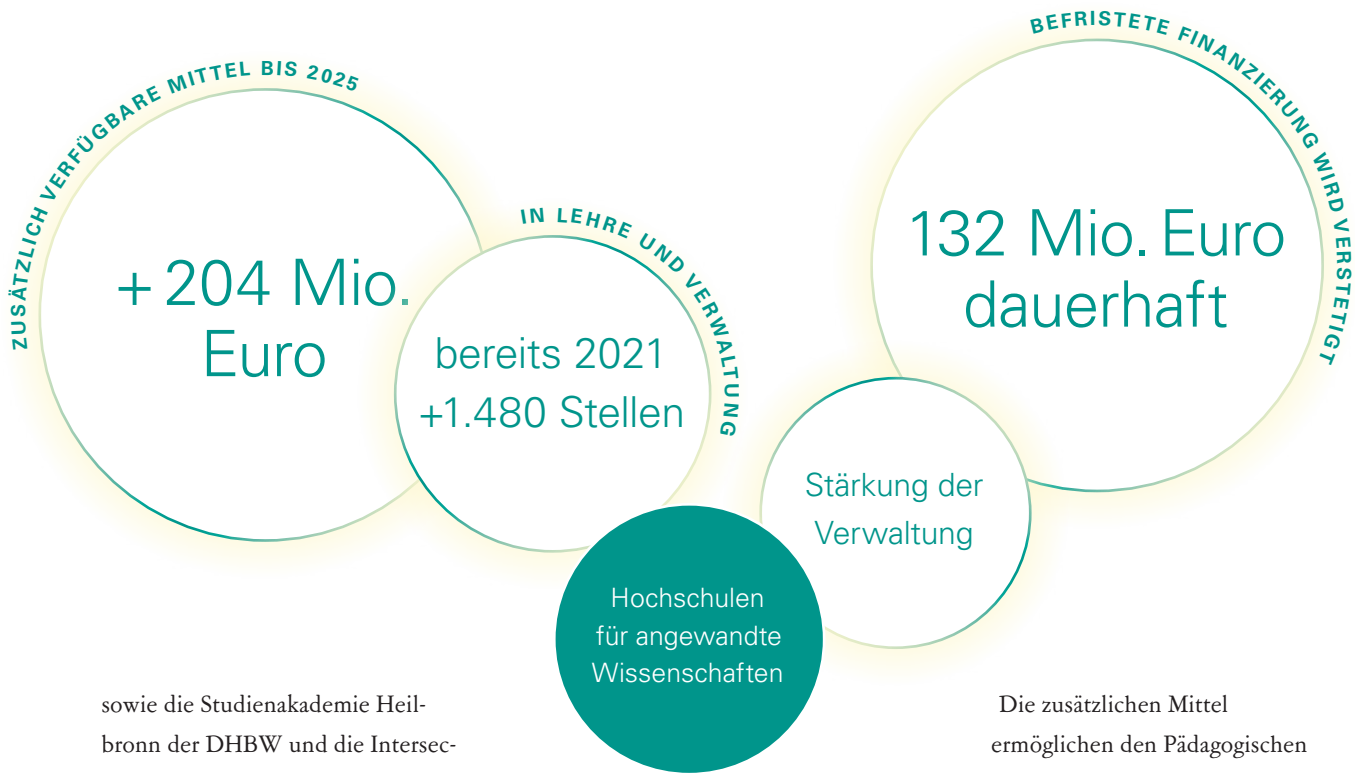 ZUSÄTZLICH VERFÜGBARE MITTEL BIS 2025
+ 204 Mio.
Euro
IN LEHRE UND VERWALTUNG
bereits 2021
+1.480 Stellen
BEFRISTETE FINANZIERUNG WIRD VERSTETIGT
132 Mio. Euro
dauerhaft
Stärkung der
Verwaltung
Hochschulen
für angewandte
Wissenschaften
sowie die Studienakademie Heil-
bronn der DHBW und die Intersec-
Die zusätzlichen Mittel
ermöglichen den Pädagogischen